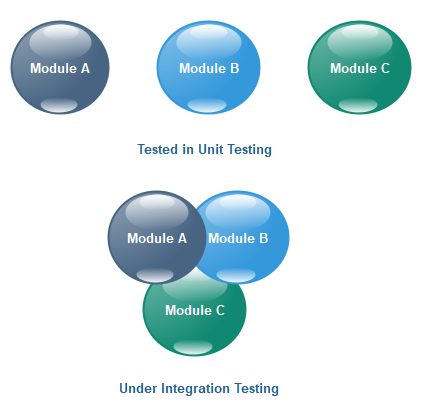 Module A
Module B
Module C
Tested in Unit Testing
Module A
Module B
Module C
Under Integration Testing